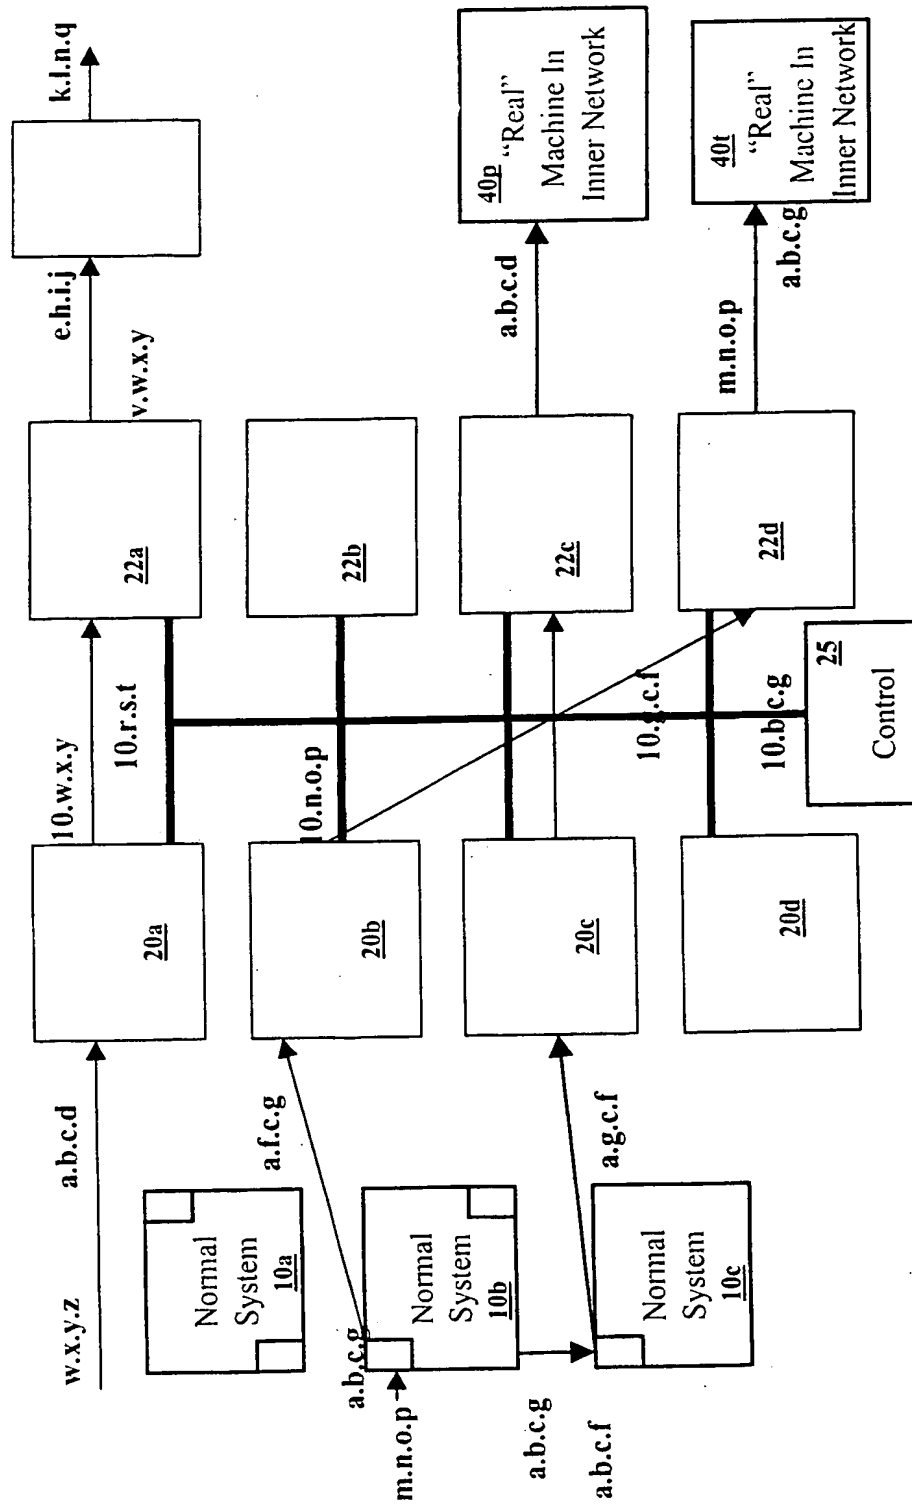 w.x.y.z
a.b.c.d
20a
10.w.x.y
10.r.s.t
22a
v.w.x.y
e.h.i.j
k.l.n.q
Normal
System
10a
a.f.c.g
20b
10.n.o.p
22b
a.b.c.g
m.n.o.p
Normal
System
10b
a.g.c.f
20c
22c
a.b.c.d
40p
“Real”
Machine In
Inner Network
a.b.c.g
a.b.c.f
Normal
System
10c
20d
10.g.c.f
10.b.c.g
22d
m.n.o.p
a.b.c.g
40t
“Real”
Machine In
Inner Network
25
Control